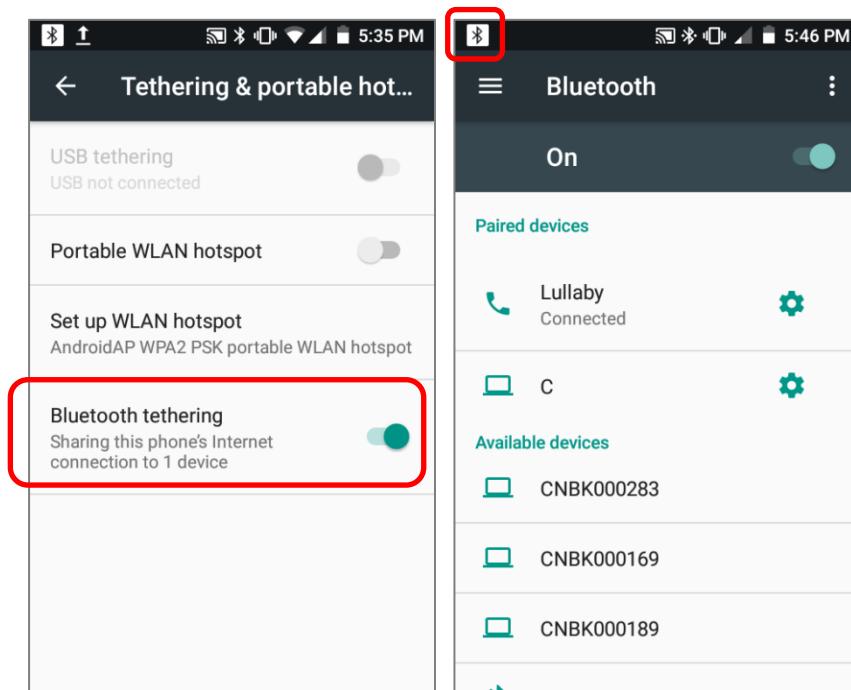 5:35 PM
Tethering & portable hot...
USB tethering
USB not connected
Portable WLAN hotspot
Set up WLAN hotspot
AndroidAP WPA2 PSK portable WLAN hotspot
Bluetooth tethering
Sharing this phone's Internet
connection to 1 device
5:46 PM
Bluetooth
On
Paired devices
Lullaby
Connected
C
Available devices
CNBK000283
CNBK000169
CNBK000189